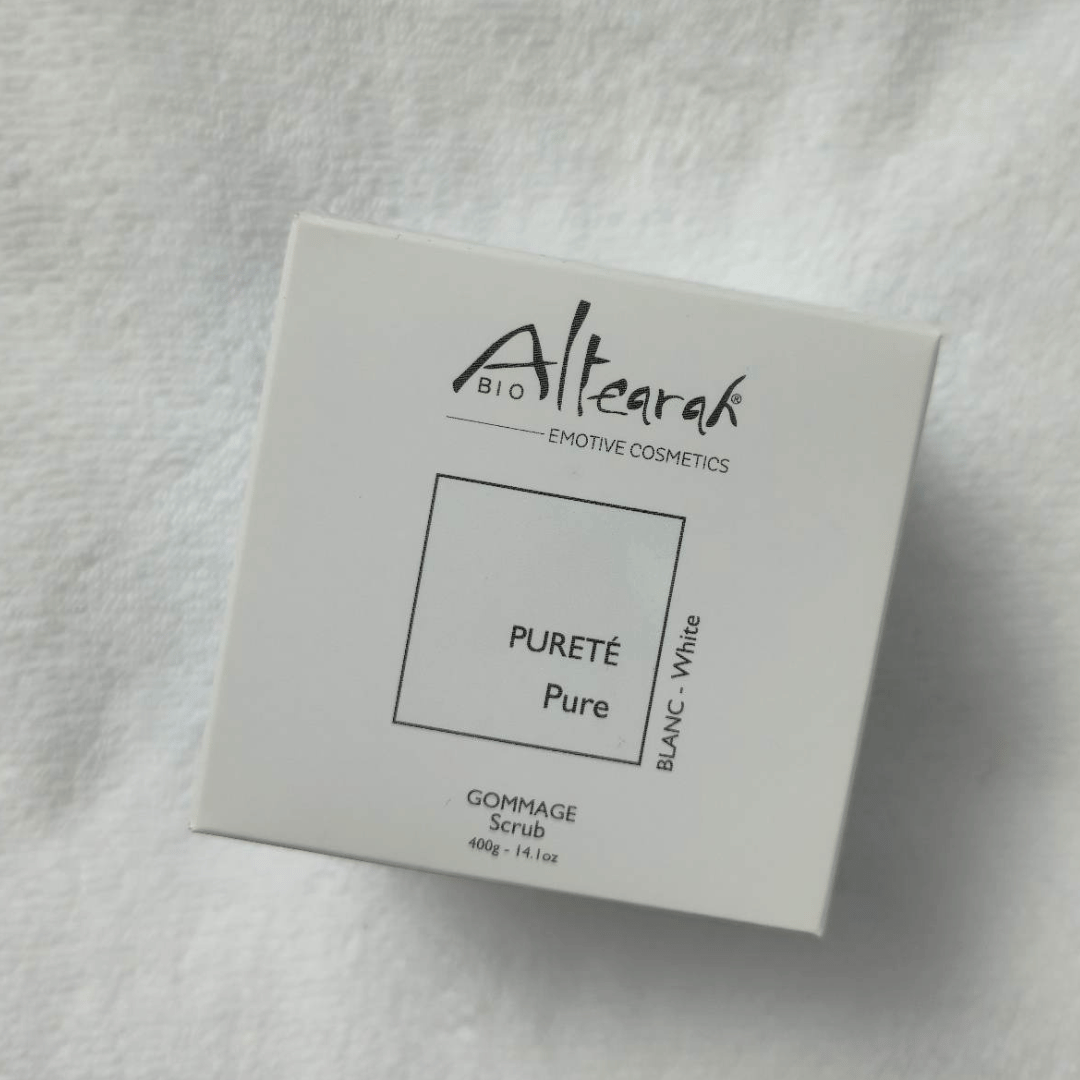 Altearah®
BIO
EMOTIVE COSMETICS
PURETÉ
Pure
BLANC - White
GOMMAGE
Scrub
400g - 14.1oz